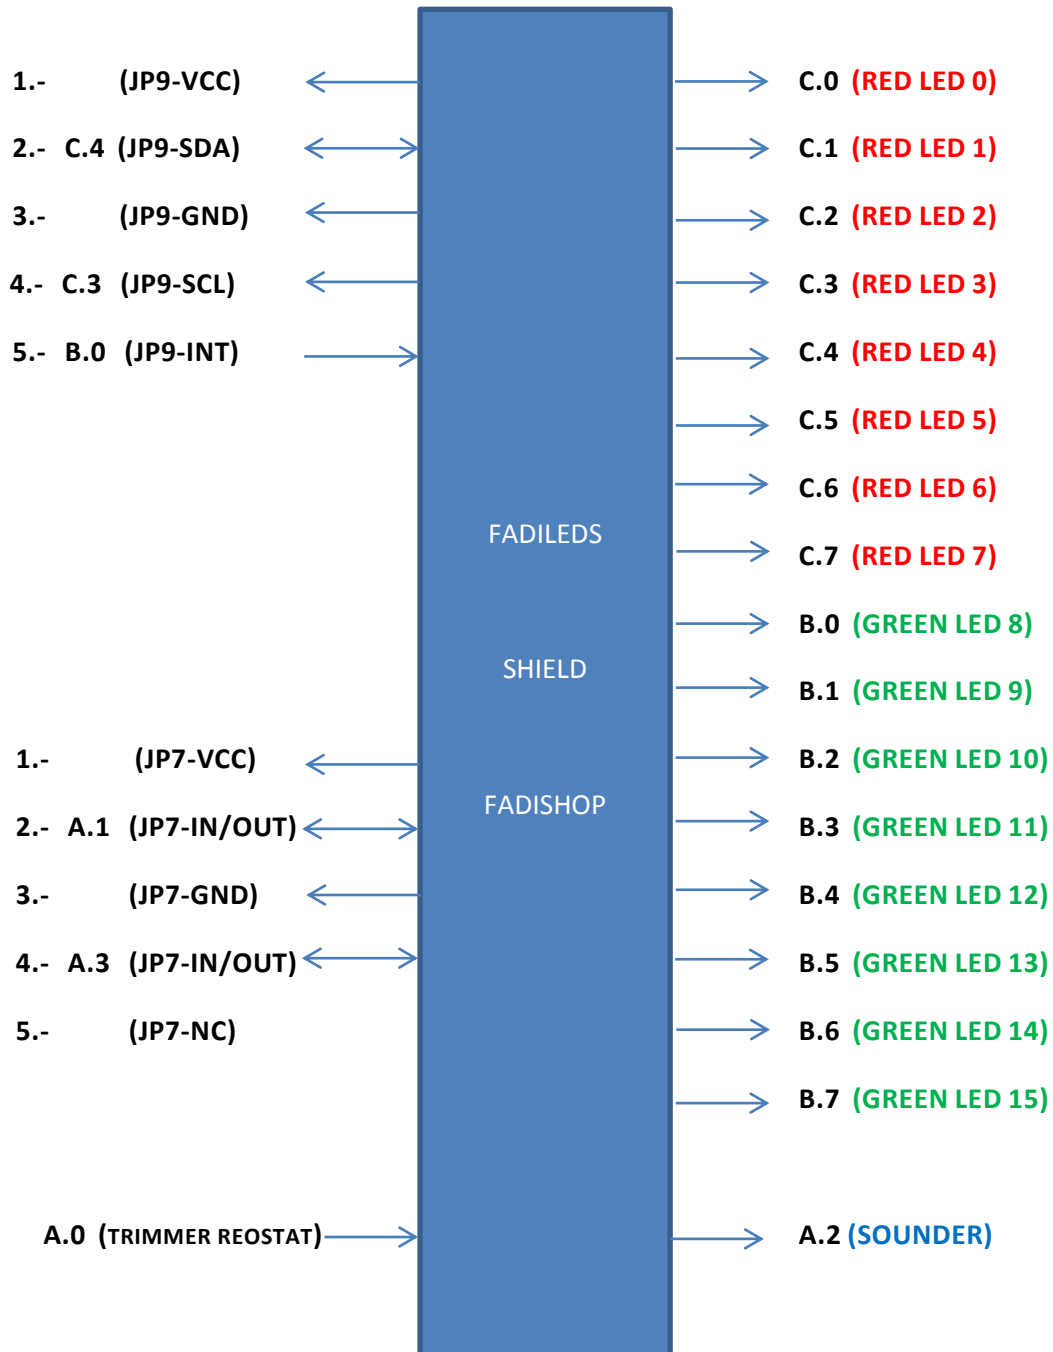 1.- (JP9-VCC)
2.- C.4 (JP9-SDA)
3.- (JP9-GND)
4.- C.3 (JP9-SCL)
5.- B.0 (JP9-INT)
1.- (JP7-VCC)
2.- A.1 (JP7-IN/OUT)
3.- (JP7-GND)
4.- A.3 (JP7-IN/OUT)
5.- (JP7-NC)
A.0 (TRIMMER REOSTAT)
FADILEDS
SHIELD
FADISHOP
C.0 (RED LED 0)
C.1 (RED LED 1)
C.2 (RED LED 2)
C.3 (RED LED 3)
C.4 (RED LED 4)
C.5 (RED LED 5)
C.6 (RED LED 6)
C.7 (RED LED 7)
B.0 (GREEN LED 8)
B.1 (GREEN LED 9)
B.2 (GREEN LED 10)
B.3 (GREEN LED 11)
B.4 (GREEN LED 12)
B.5 (GREEN LED 13)
B.6 (GREEN LED 14)
B.7 (GREEN LED 15)
A.2 (SOUNDER)